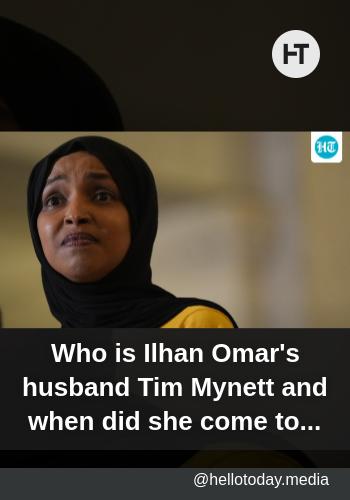 HT
HT
Who is Ilhan Omar's
husband Tim Mynett and
when did she come to...
@hellotoday.media